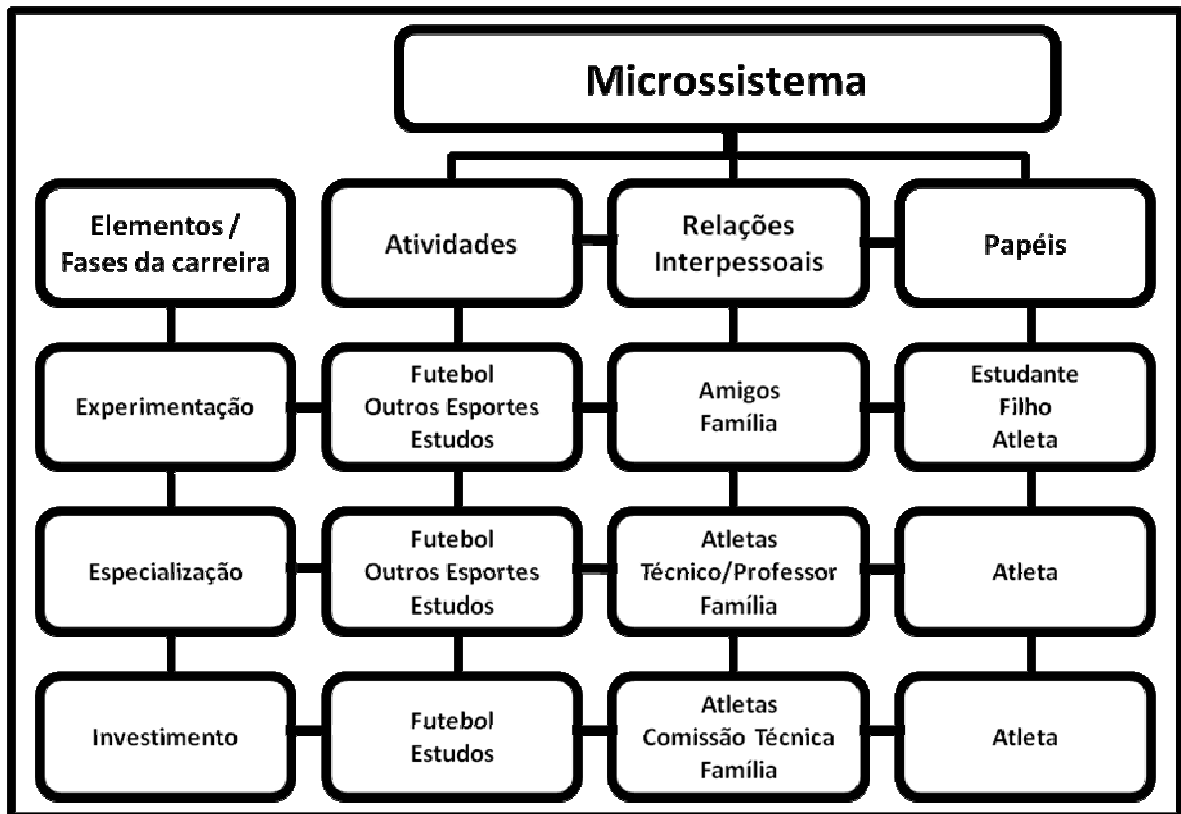 Microssistema
Elementos /
Fases da carreira
Atividades
Relações
Interpessoais
Papéis
Experimentação
Futebol
Outros Esportes
Estudos
Amigos
Família
Estudante
Filho
Atleta
Especialização
Futebol
Outros Esportes
Estudos
Atletas
Técnico/Professor
Família
Atleta
Investimento
Futebol
Estudos
Atletas
Comissão Técnica
Família
Atleta